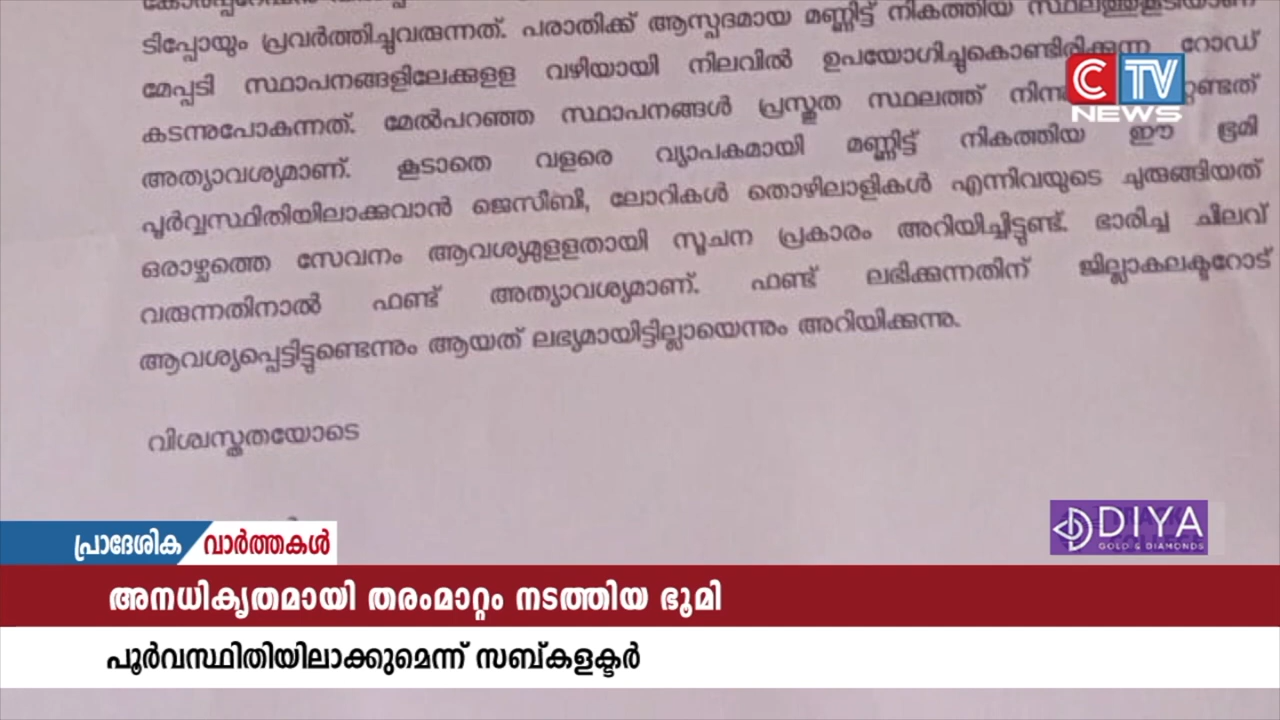 ടിപ്പോയും പ്രവർത്തിച്ചുവരുന്നത്. പരാതിക്ക് ആസ്പദമായ മണ്ണിട്ട് നികത്തിയ
മേപ്പടി സ്ഥാപനങ്ങളിലേക്കുളള വഴിയായി നിലവിൽ ഉപയോഗിച്ചുകൊണ്ടിരിക്കുന്ന റോഡ്
കടന്നുപോകുന്നത്. മേൽപറഞ്ഞ സ്ഥാപനങ്ങൾ പ്രസ്തുത സ്ഥലത്ത്
അത്യാവശ്യമാണ്. കൂടാതെ വളരെ വ്യാപകമായി മണ്ണിട്ട് നികത്തിയ ഈ ഭൂമി
പൂർവ്വസ്ഥിതിയിലാക്കുവാൻ ജെസീബീ, ലോറികൾ തൊഴിലാളികൾ എന്നിവയുടെ ചുരുങ്ങിയത്
ഒരാഴ്ചത്തെ സേവനം ആവശ്യമുളളതായി സൂചന പ്രകാരം അറിയിച്ചിട്ടുണ്ട്. ഭാരിച്ച ചിലവ്
വരുന്നതിനാൽ ഫണ്ട് അത്യാവശ്യമാണ്. ഫണ്ട് ലഭിക്കുന്നതിന് ജില്ലാകലക്ടറോട്
ആവശ്യപ്പെട്ടിട്ടുണ്ടെന്നും ആയത് ലഭ്യമായിട്ടില്ലായെന്നും അറിയിക്കുന്നു.
വിശ്വസ്തതയോടെ
CTV
NEWS
DIYA
GOLD & DIAMONDS
പ്രാദേശിക വാർത്തകൾ
അനധികൃതമായി തരംമാറ്റം നടത്തിയ ഭൂമി
പൂർവസ്ഥിതിയിലാക്കുമെന്ന് സബ്കളക്ടർ